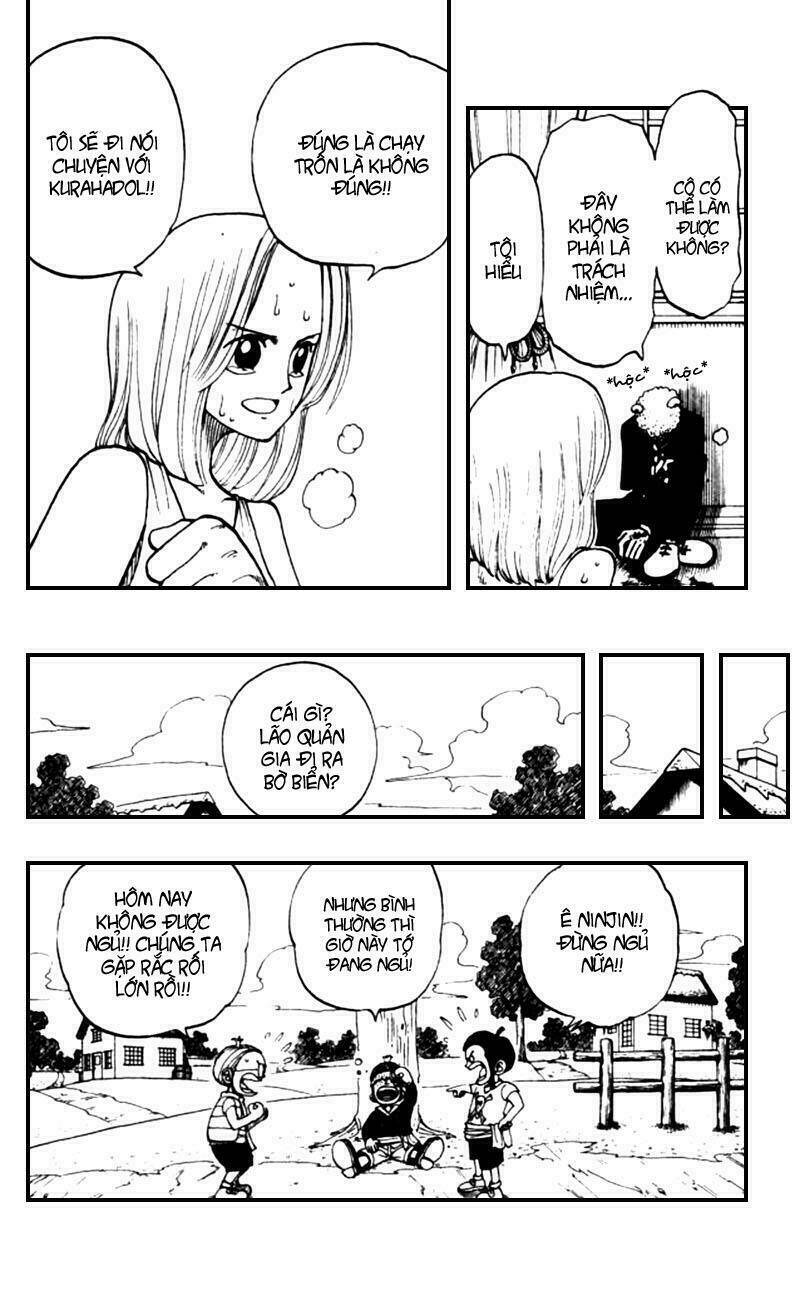 CÔ CÓ
THỂ LÀM
ĐƯỢC
KHÔNG?
ĐÂY
KHÔNG
PHẢI LÀ
TRÁCH
NHIỆM...
TÔI
HIỂU
*HỘC*
*HỘC*
ĐÚNG LÀ CHẠY
TRỐN LÀ KHÔNG
ĐÚNG!!
TÔI SẼ ĐI NÓI
CHUYỆN VỚI
KURAHADOL!!
CÁI GÌ?
LÃO QUẢN
GIA ĐI RA
BỜ BIỂN?
Ê NINJIN!!
ĐỪNG NGỦ
NỮA!!
NHƯNG BÌNH
THƯỜNG THÌ
GIỜ NÀY TỚ
ĐANG NGỦ!
HÔM NAY
KHÔNG ĐƯỢC
NGỦ!! CHÚNG TA
GẶP RẮC RỐI
LỚN RỒI!!